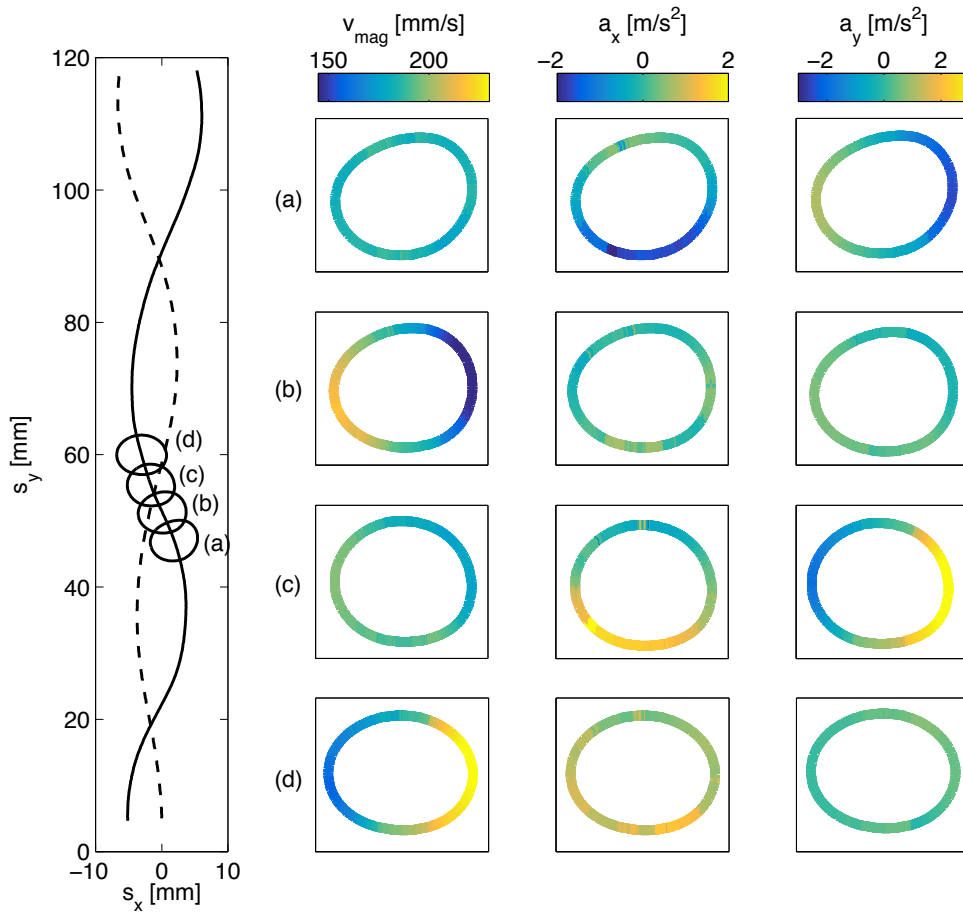 v_mag [mm/s]
a_x [m/s²]
a_y [m/s²]
150 200
−2 0 2
−2 0 2
120
100
80
60
40
20
0
−10 0 10
s_x [mm]
s_y [mm]
(d)
(c)
(b)
(a)
(a)
(b)
(c)
(d)